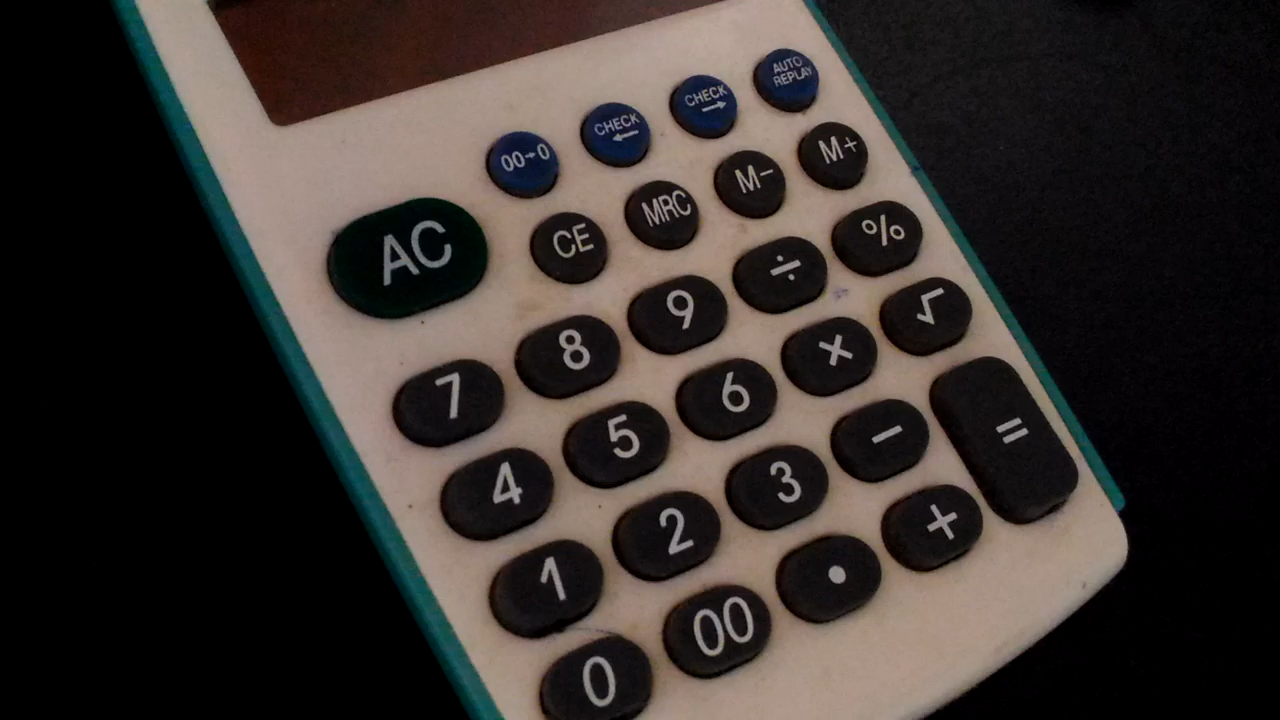 00→0 CHECK ← CHECK → AUTO REPLAY
AC CE MRC M− M+
7 8 9 ÷ %
4 5 6 × √
1 2 3 − =
0 00 • +